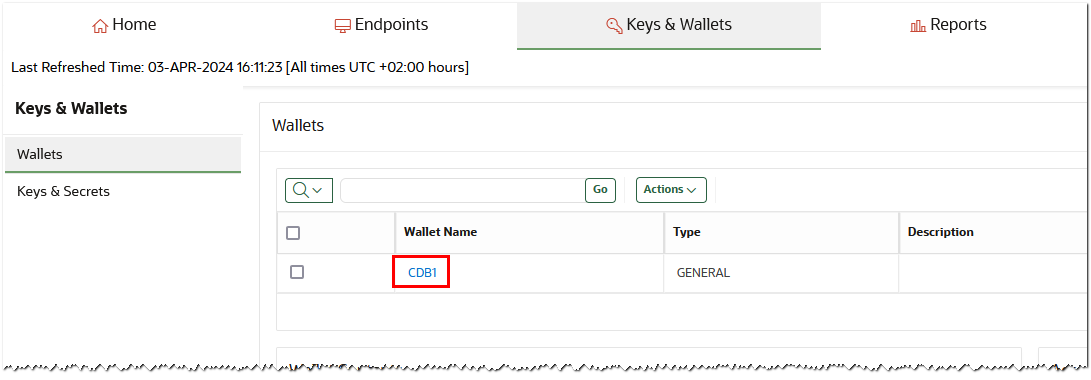 Home
Endpoints
Keys & Wallets
Reports
Last Refreshed Time: 03-APR-2024 16:11:23 [All times UTC +02:00 hours]
Keys & Wallets
Wallets
Keys & Secrets
Wallets
Go
Actions
Wallet Name
Type
Description
CDB1
GENERAL